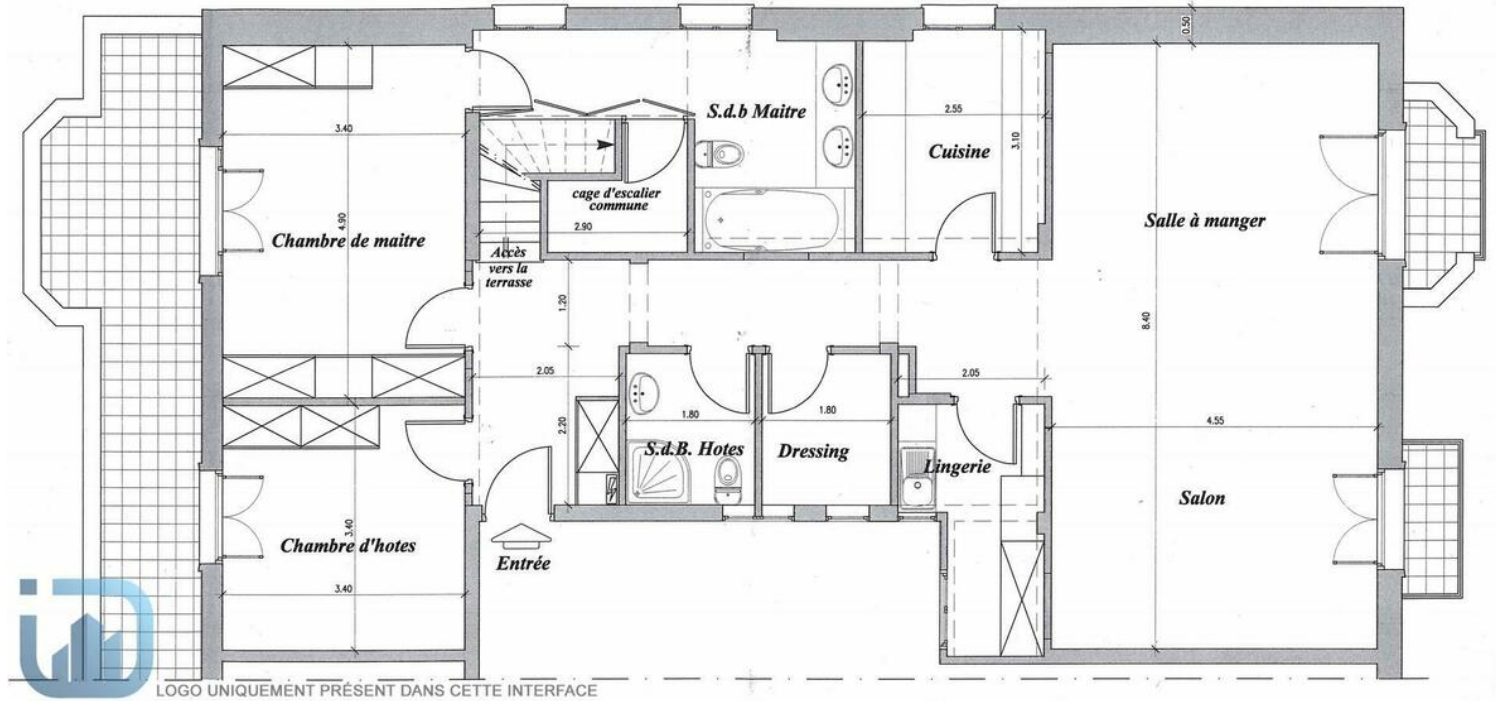 0.50
3.40
S.d.b Maitre
2.55
3.10
Cuisine
cage d'escalier
commune
2.90
4.90
Chambre de maitre
Salle à manger
Accès
vers la
terrasse
1.20
8.40
2.05
2.05
1.80
1.80
4.55
2.20
S.d.B. Hotes
Dressing
Lingerie
Salon
3.40
Chambre d'hotes
Entrée
3.40
iD
LOGO UNIQUEMENT PRÉSENT DANS CETTE INTERFACE